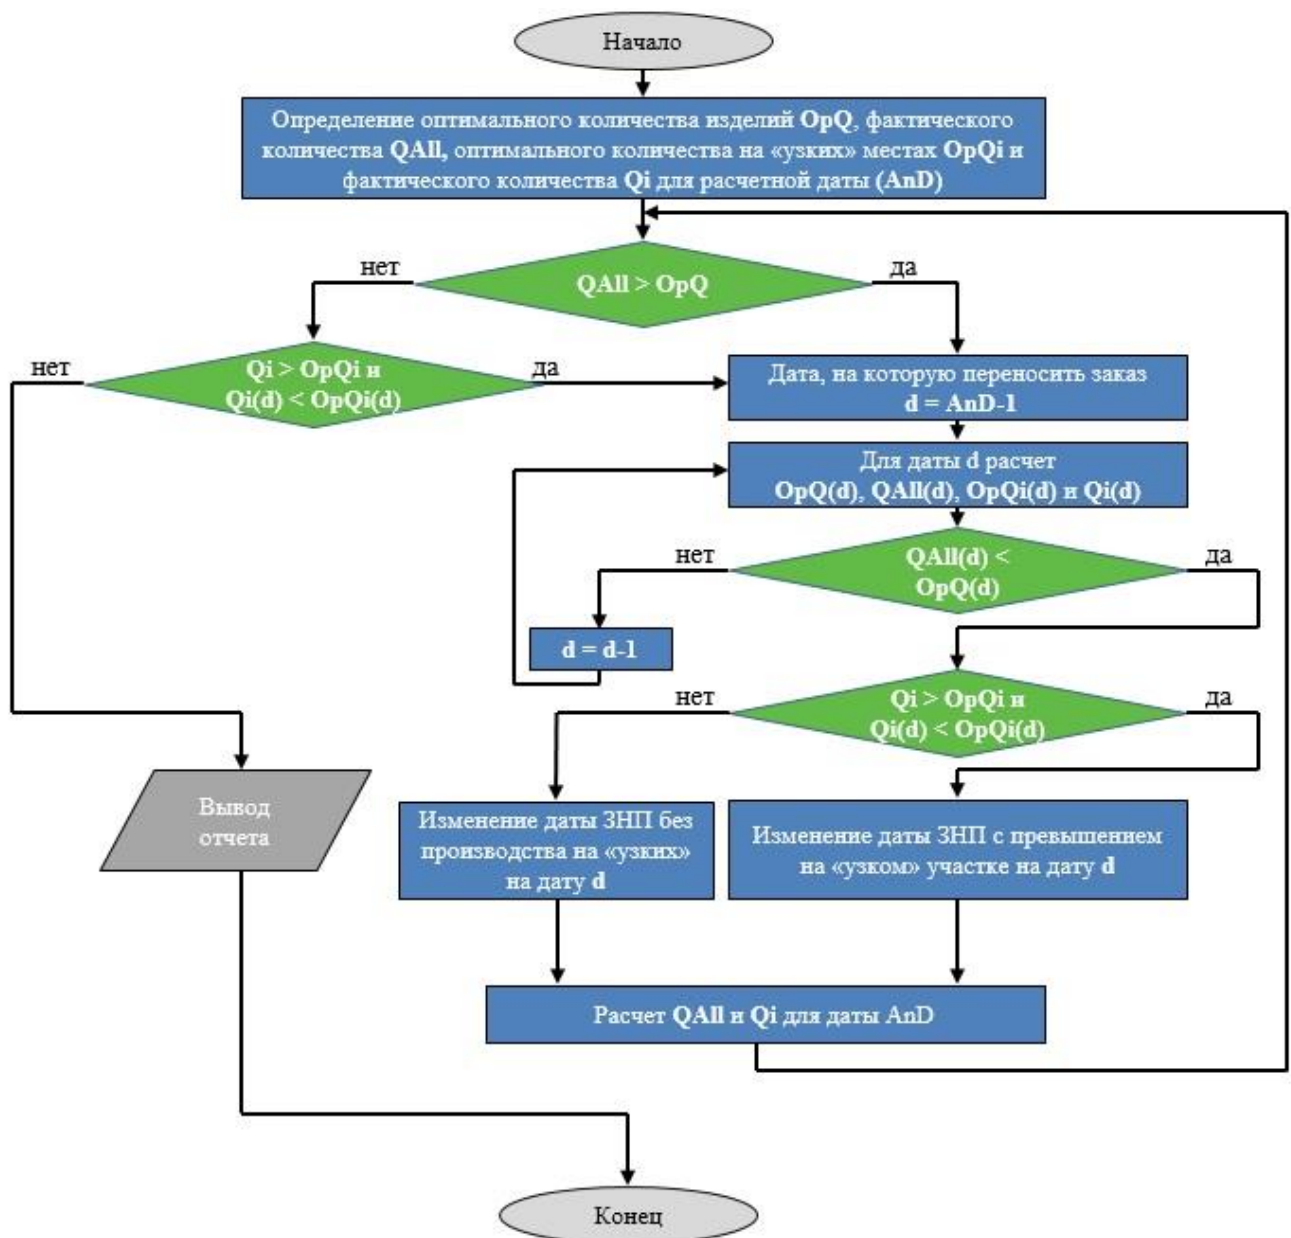 Начало
Определение оптимального количества изделий OpQ, фактического
количества QAll, оптимального количества на «узких» местах OpQi и
фактического количества Qi для расчетной даты (AnD)
нет
QAll > OpQ
да
нет
Qi > OpQi и
Qi(d) < OpQi(d)
да
Дата, на которую переносить заказ
d = AnD-1
Для даты d расчет
OpQ(d), QAll(d), OpQi(d) и Qi(d)
нет
QAll(d) <
OpQ(d)
да
d = d-1
нет
Qi > OpQi и
Qi(d) < OpQi(d)
да
Вывод
отчета
Изменение даты ЗНП без
производства на «узких»
на дату d
Изменение даты ЗНП с превышением
на «узком» участке на дату d
Расчет QAll и Qi для даты AnD
Конец